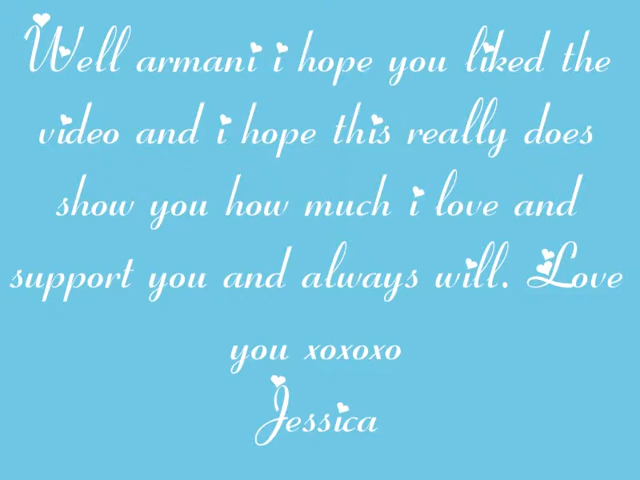 Well armani i hope you liked the
video and i hope this really does
show you how much i love and
support you and always will. Love
you xoxoxo
Jessica